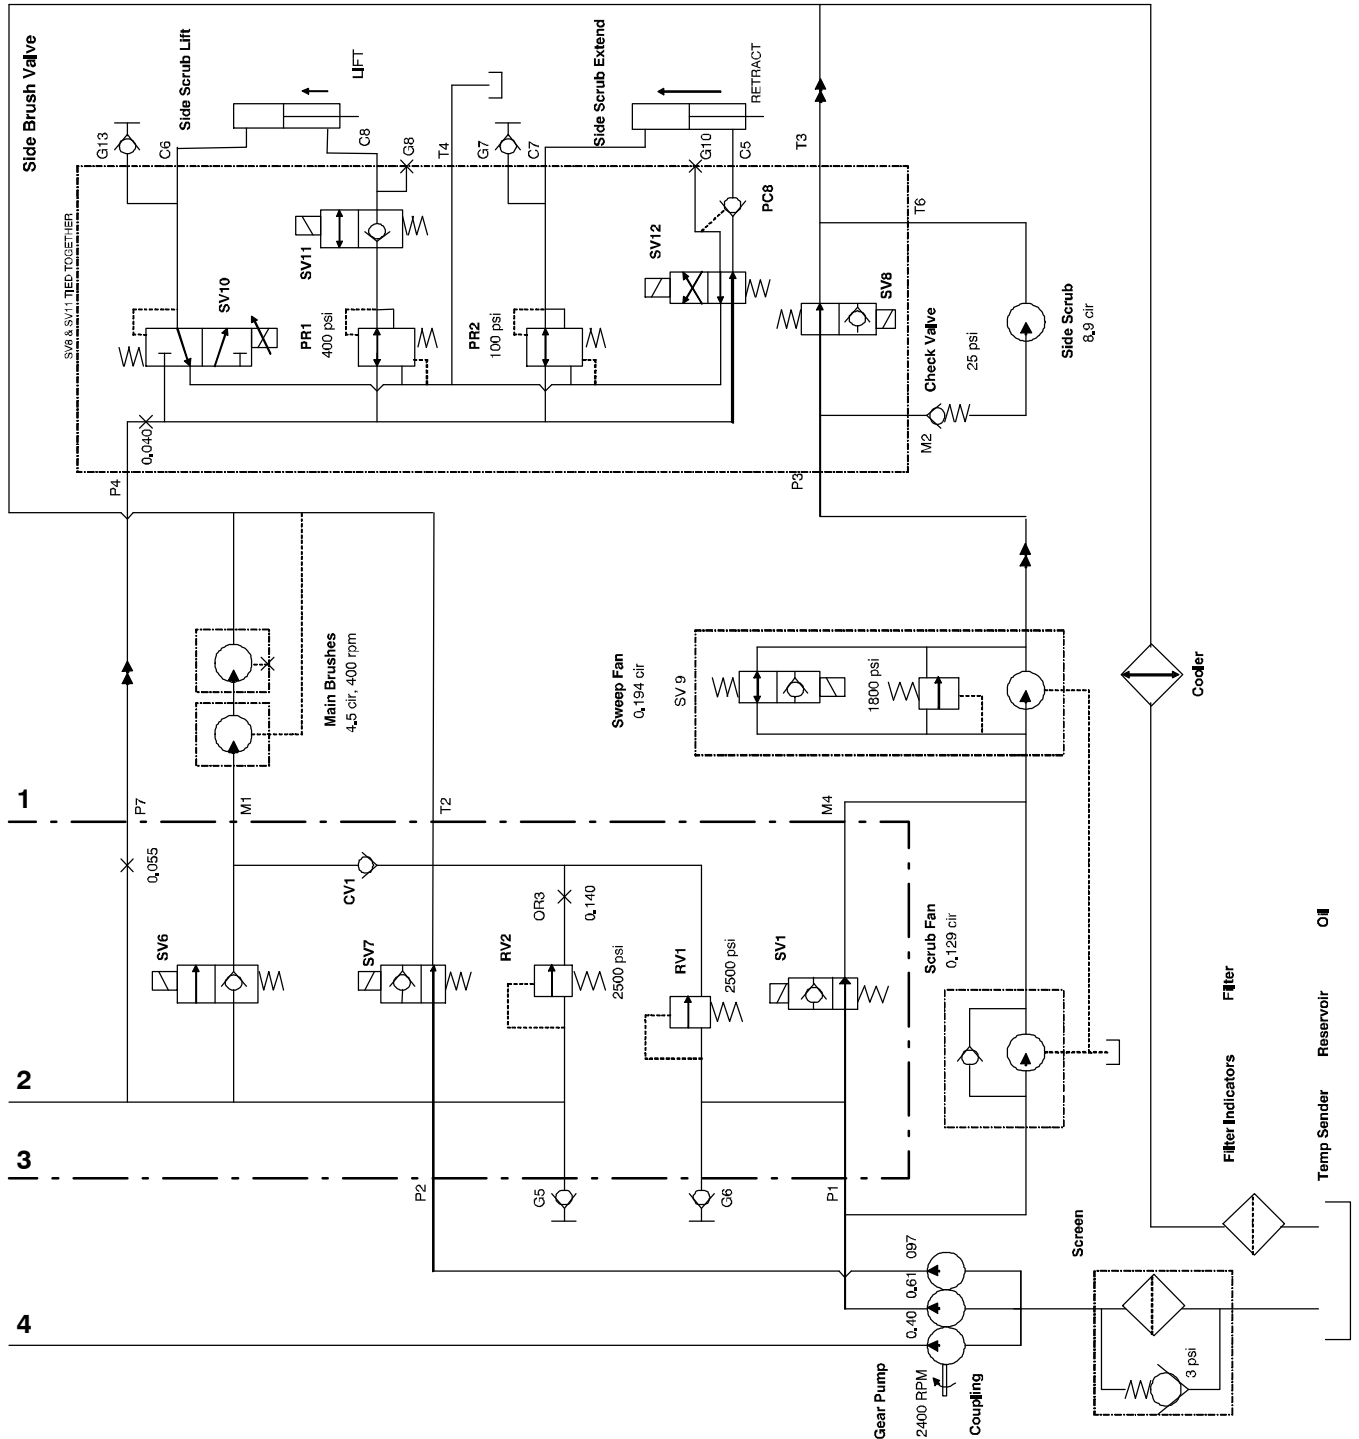 Side Brush Valve
SV8 & SV11 TIED TOGETHER
G13
C6
Side Scrub Lift
LIFT
C8
G8
T4
G7
C7
Side Scrub Extend
RETRACT
G10
C5
T3
T6
SV10
SV11
PR1
400 psi
PR2
100 psi
SV12
PC8
SV8
Check Valve
25 psi
M2
Side Scrub
8.9 cir
0.040
P4
P3
Main Brushes
4.5 cir, 400 rpm
Sweep Fan
0.194 cir
SV 9
1800 psi
Cooler
1
P7
M1
T2
M4
0.055
CV1
OR3
0.140
SV6
SV7
RV2
2500 psi
RV1
2500 psi
SV1
Scrub Fan
0.129 cir
2
3
P2
G5
G6
P1
4
0.40
0.61
097
Gear Pump
2400 RPM
Coupling
Screen
3 psi
Filter Indicators
Filter
Temp Sender
Reservoir
Oil